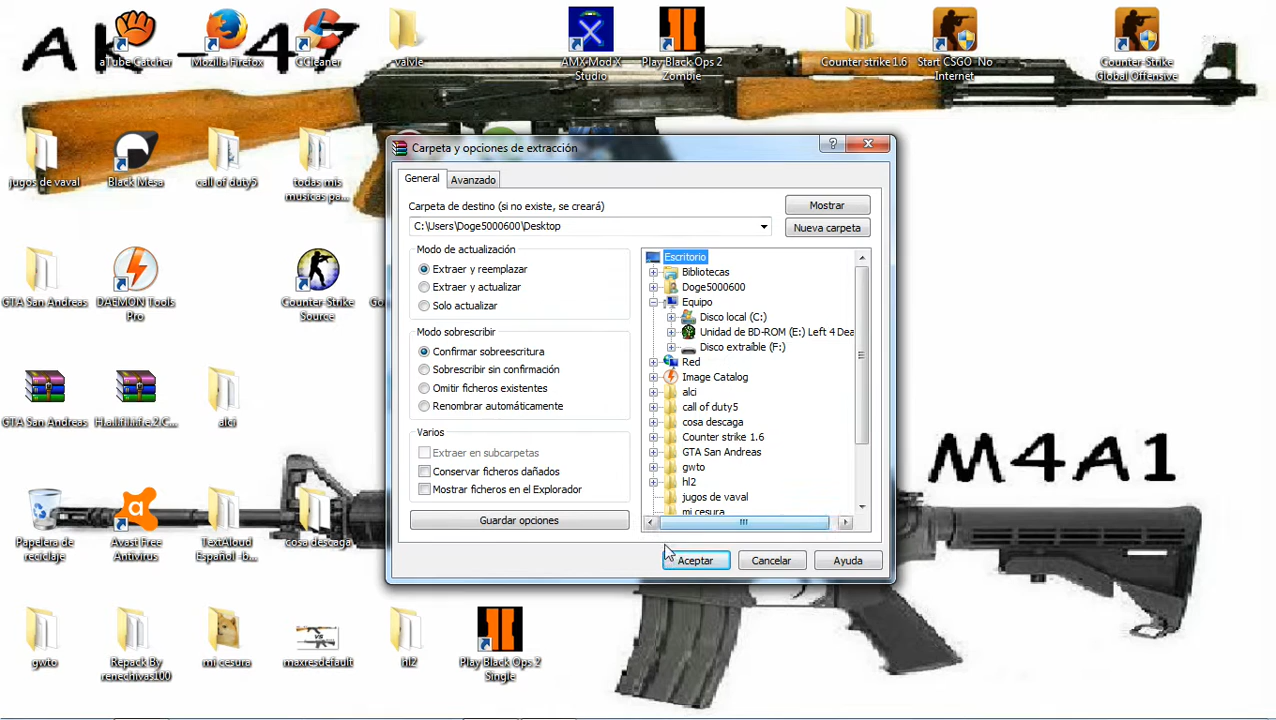 AK-47
aTube Catcher
Mozilla Firefox
CCleaner
valvle
AMX Mod X
Studio
Play Black Ops 2
Zombie
Counter strike 1.6
Start CSGO No
Internet
Counter-Strike
Global Offensive
jugos de vaval
Black Mesa
call of duty5
todas mis
musicas pa...
GTA San Andreas
DAEMON Tools
Pro
Counter-Strike
Source
GTA San Andreas
H.a.l.f.l.i.f.e.2.C...
alci
Papelera de
reciclaje
Avast Free
Antivirus
TextAloud
Español -b...
cosa descaga
gwto
Repack By
renechivas100
mi cesura
maxresdefault
hl2
Play Black Ops 2
Single
Carpeta y opciones de extracción
General
Avanzado
Carpeta de destino (si no existe, se creará)
C:\Users\Doge5000600\Desktop
Mostrar
Nueva carpeta
Modo de actualización
Extraer y reemplazar
Extraer y actualizar
Solo actualizar
Modo sobrescribir
Confirmar sobreescritura
Sobrescribir sin confirmación
Omitir ficheros existentes
Renombrar automáticamente
Varios
Extraer en subcarpetas
Conservar ficheros dañados
Mostrar ficheros en el Explorador
Guardar opciones
Escritorio
Bibliotecas
Doge5000600
Equipo
Disco local (C:)
Unidad de BD-ROM (E:) Left 4 Dea
Disco extraíble (F:)
Red
Image Catalog
alci
call of duty5
cosa descaga
Counter strike 1.6
GTA San Andreas
gwto
hl2
jugos de vaval
mi cesura
Aceptar
Cancelar
Ayuda
M4A1